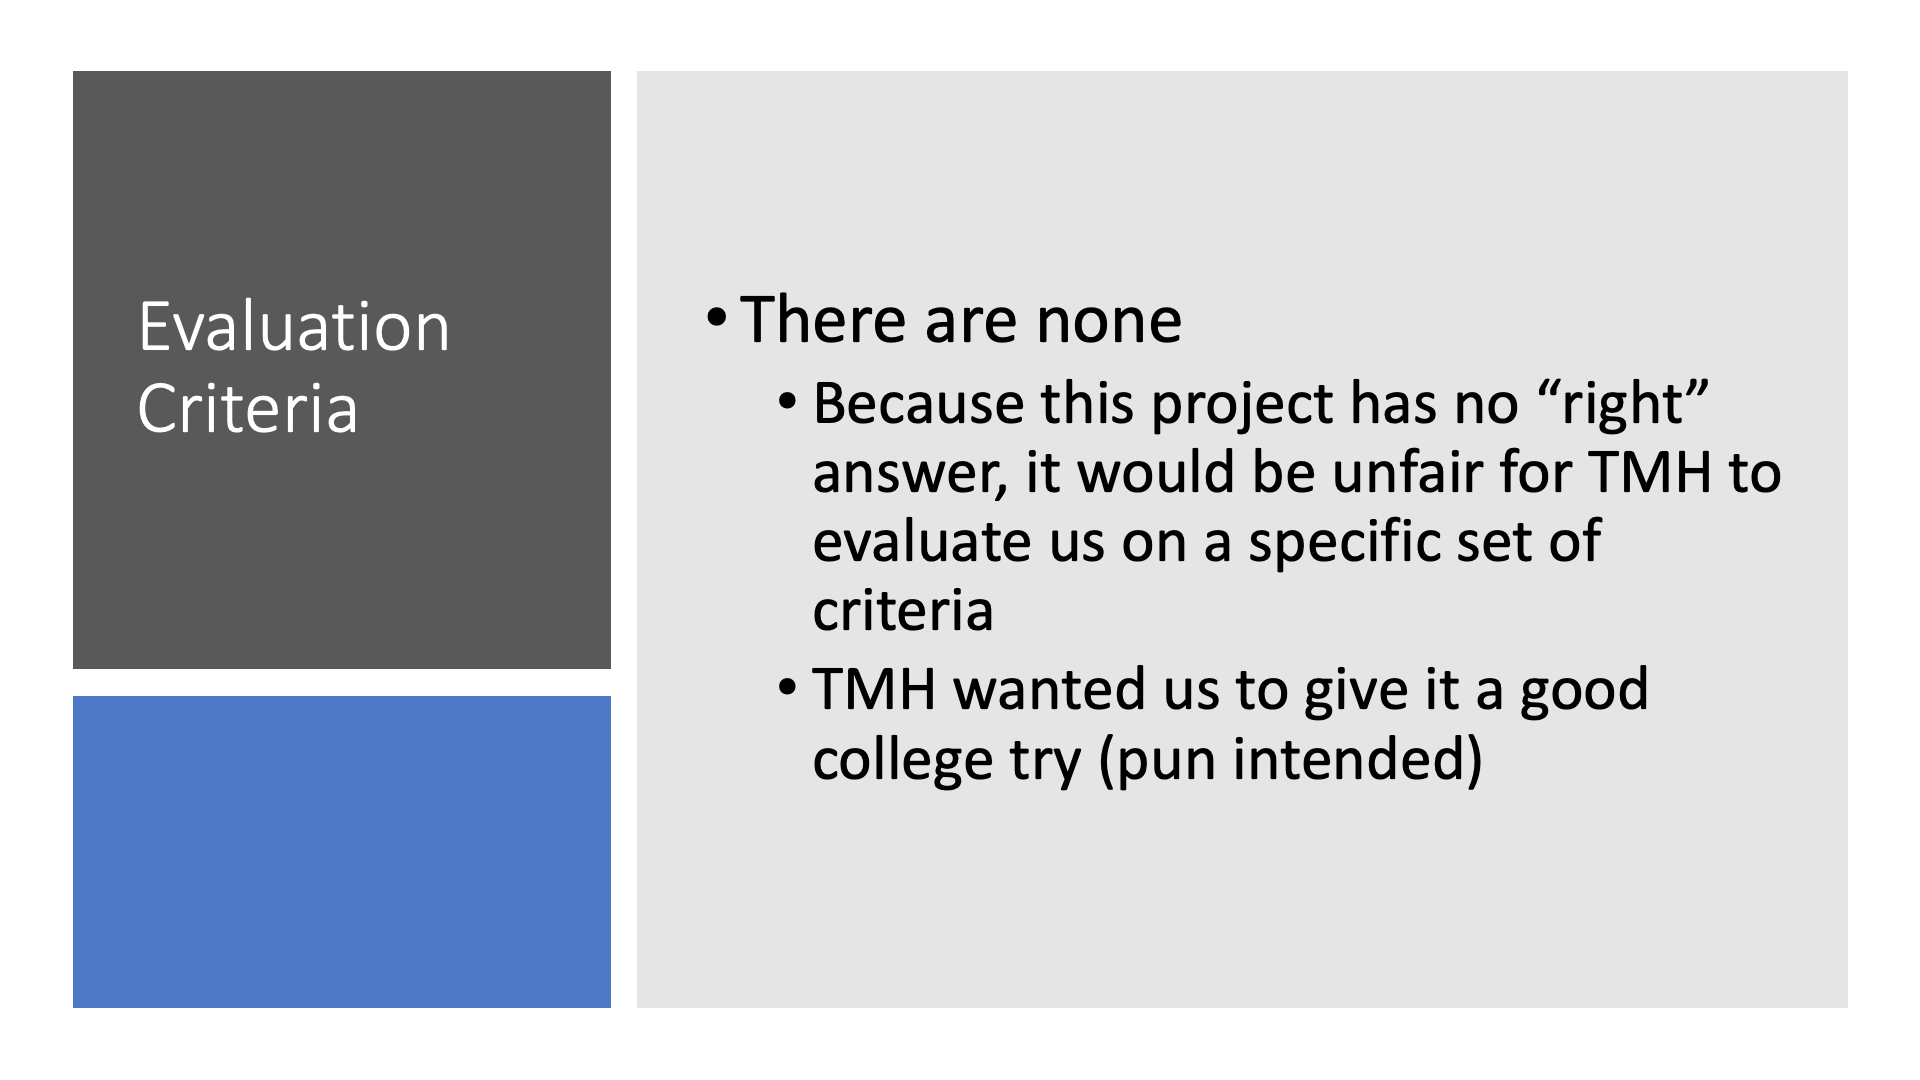 Evaluation
Criteria
• There are none
• Because this project has no “right”
answer, it would be unfair for TMH to
evaluate us on a specific set of
criteria
• TMH wanted us to give it a good
college try (pun intended)